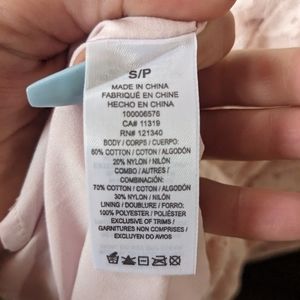 S/P
MADE IN CHINA
FABRIQUÉ EN CHINE
HECHO EN CHINA
100006576
CA# 11319
RN# 121340
BODY / CORPS / CUERPO:
60% COTTON / COTON / ALGODÓN
20% NYLON / NILÓN
COMBO / AUTRES /
COMBINACIÓN:
70% COTTON / COTON / ALGODÓN
30% NYLON / NILÓN
LINING / DOUBLURE / FORRO:
100% POLYESTER / POLIÉSTER
EXCLUSIVE OF TRIMS /
GARNITURES NON COMPRISES /
EXCLUYEN DO AVIOS